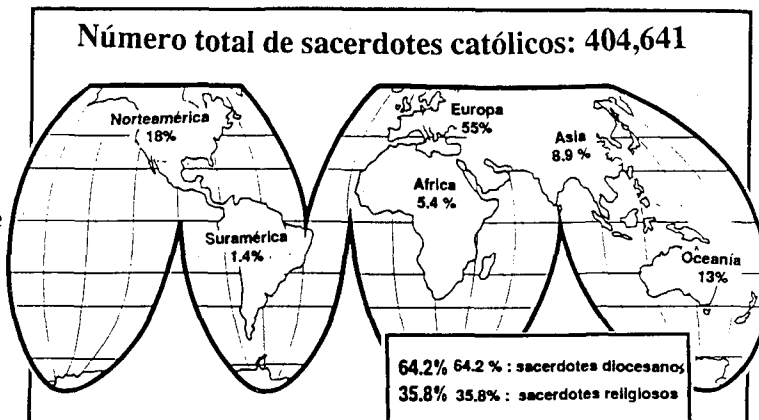 Número total de sacerdotes católicos: 404,641
Norteamérica
18%
Europa
55%
Asia
8.9 %
Africa
5.4 %
Suramérica
1.4%
Oceanía
13%
64.2% 64.2 % : sacerdotes diocesanos
35.8% 35.8% : sacerdotes religiosos